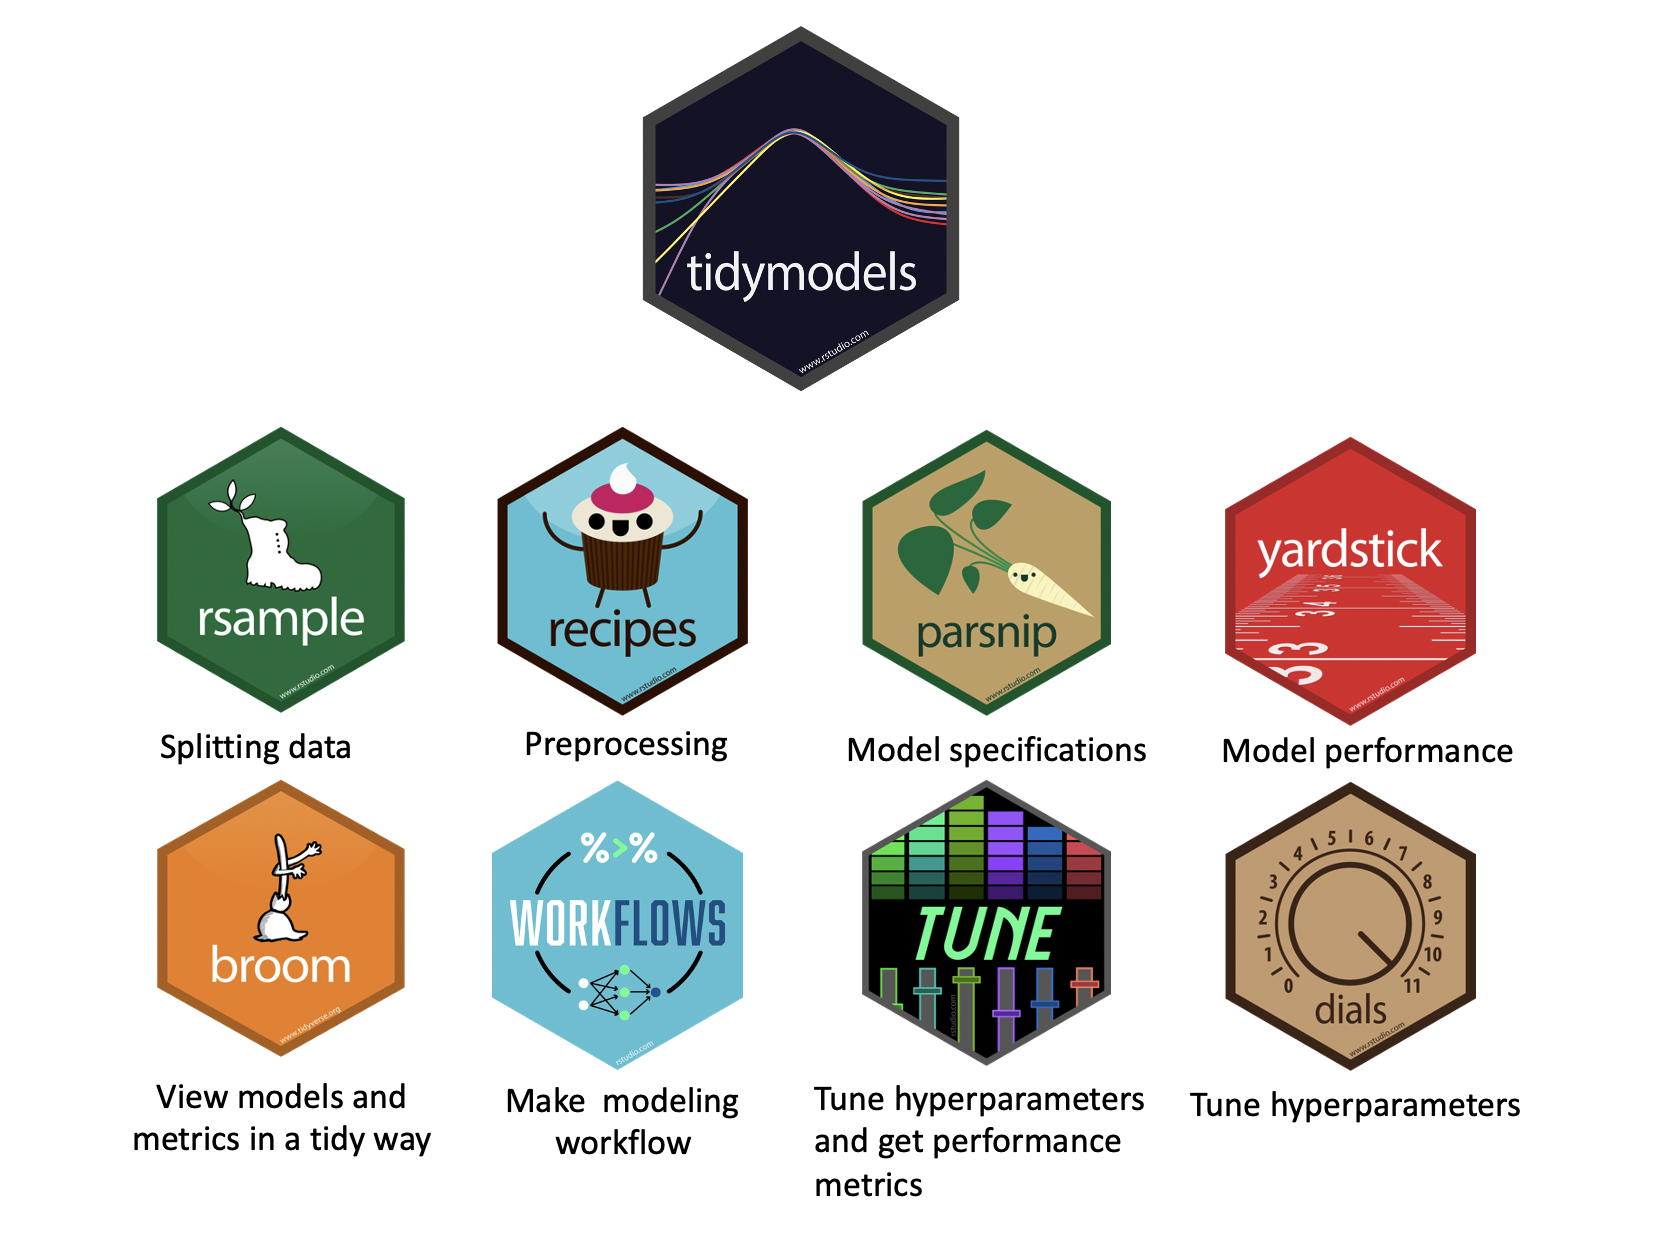 tidymodels
www.rstudio.com
rsample
www.rstudio.com
recipes
www.rstudio.com
parsnip
www.rstudio.com
yardstick
35
34
33
www.rstudio.com
Splitting data
Preprocessing
Model specifications
Model performance
broom
www.tidyverse.org
%>%
WORKFLOWS
rstudio.com
TUNE
rstudio.com
0 1 2 3 4 5 6 7 8 9 10 11
dials
www.rstudio.com
View models and
metrics in a tidy way
Make modeling
workflow
Tune hyperparameters
and get performance
metrics
Tune hyperparameters